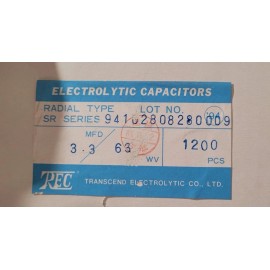 ELECTROLYTIC CAPACITORS
RADIAL TYPE LOT NO.
SR SERIES 94102808280009
MFD
3.3 63 WV 1200 PCS
TEC TRANSCEND ELECTROLYTIC CO., LTD.